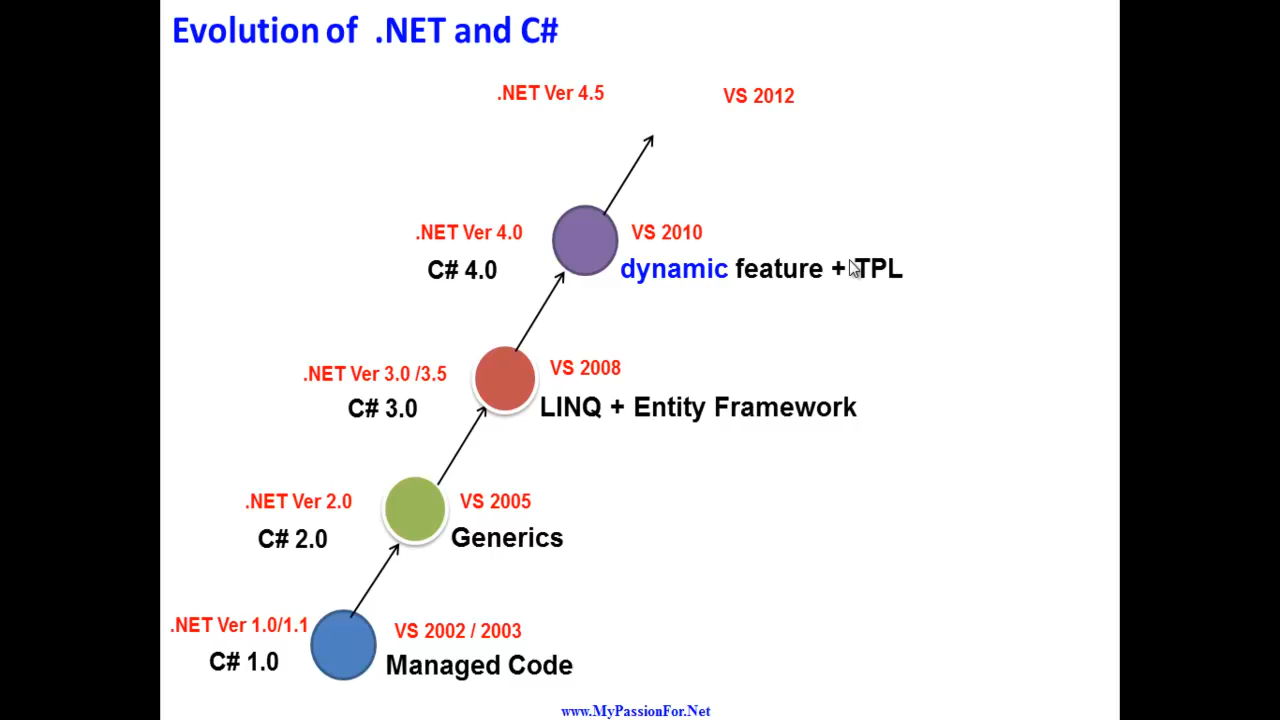 Evolution of .NET and C#
.NET Ver 4.5
VS 2012
.NET Ver 4.0
VS 2010
C# 4.0
dynamic feature + TPL
.NET Ver 3.0 /3.5
VS 2008
C# 3.0
LINQ + Entity Framework
.NET Ver 2.0
VS 2005
C# 2.0
Generics
.NET Ver 1.0/1.1
VS 2002 / 2003
C# 1.0
Managed Code
www.MyPassionFor.Net